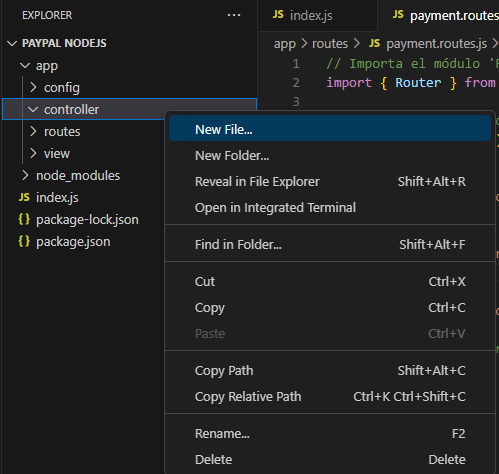 EXPLORER
PAYPAL NODEJS
app
config
controller
routes
view
node_modules
JS index.js
{} package-lock.json
{} package.json
JS index.js
JS payment.routes
app > routes > JS payment.routes.js
1 // Importa el módulo '
2 import { Router } from
3
New File...
New Folder...
Reveal in File Explorer Shift+Alt+R
Open in Integrated Terminal
Find in Folder... Shift+Alt+F
Cut Ctrl+X
Copy Ctrl+C
Paste Ctrl+V
Copy Path Shift+Alt+C
Copy Relative Path Ctrl+K Ctrl+Shift+C
Rename... F2
Delete Delete